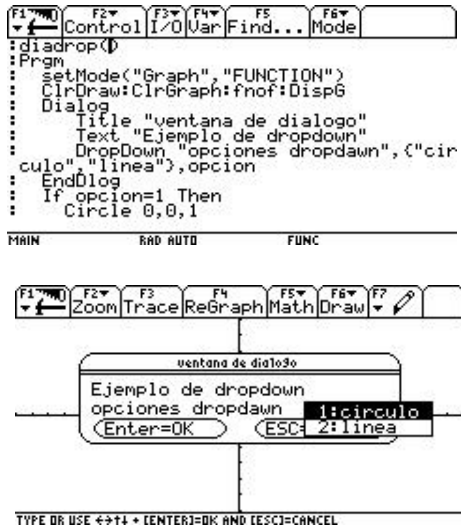 F1 F2 Control F3 I/O F4 Var F5 Find... F6 Mode
:diadrop()
:Prgm
: setMode("Graph","FUNCTION")
: ClrDraw:ClrGraph:fnof:DispG
: Dialog
: Title "ventana de dialogo"
: Text "Ejemplo de dropdown"
: DropDown "opciones dropdawn",{"cir
culo","linea"},opcion
: EndDlog
: If opcion=1 Then
: Circle 0,0,1
MAIN RAD AUTO FUNC
F1 F2 Zoom F3 Trace F4 ReGraph F5 Math F6 Draw F7
ventana de dialogo
Ejemplo de dropdown
opciones dropdawn 1:circulo
Enter=OK ESC= 2:linea
TYPE OR USE ←→↑↓ + [ENTER]=OK AND [ESC]=CANCEL